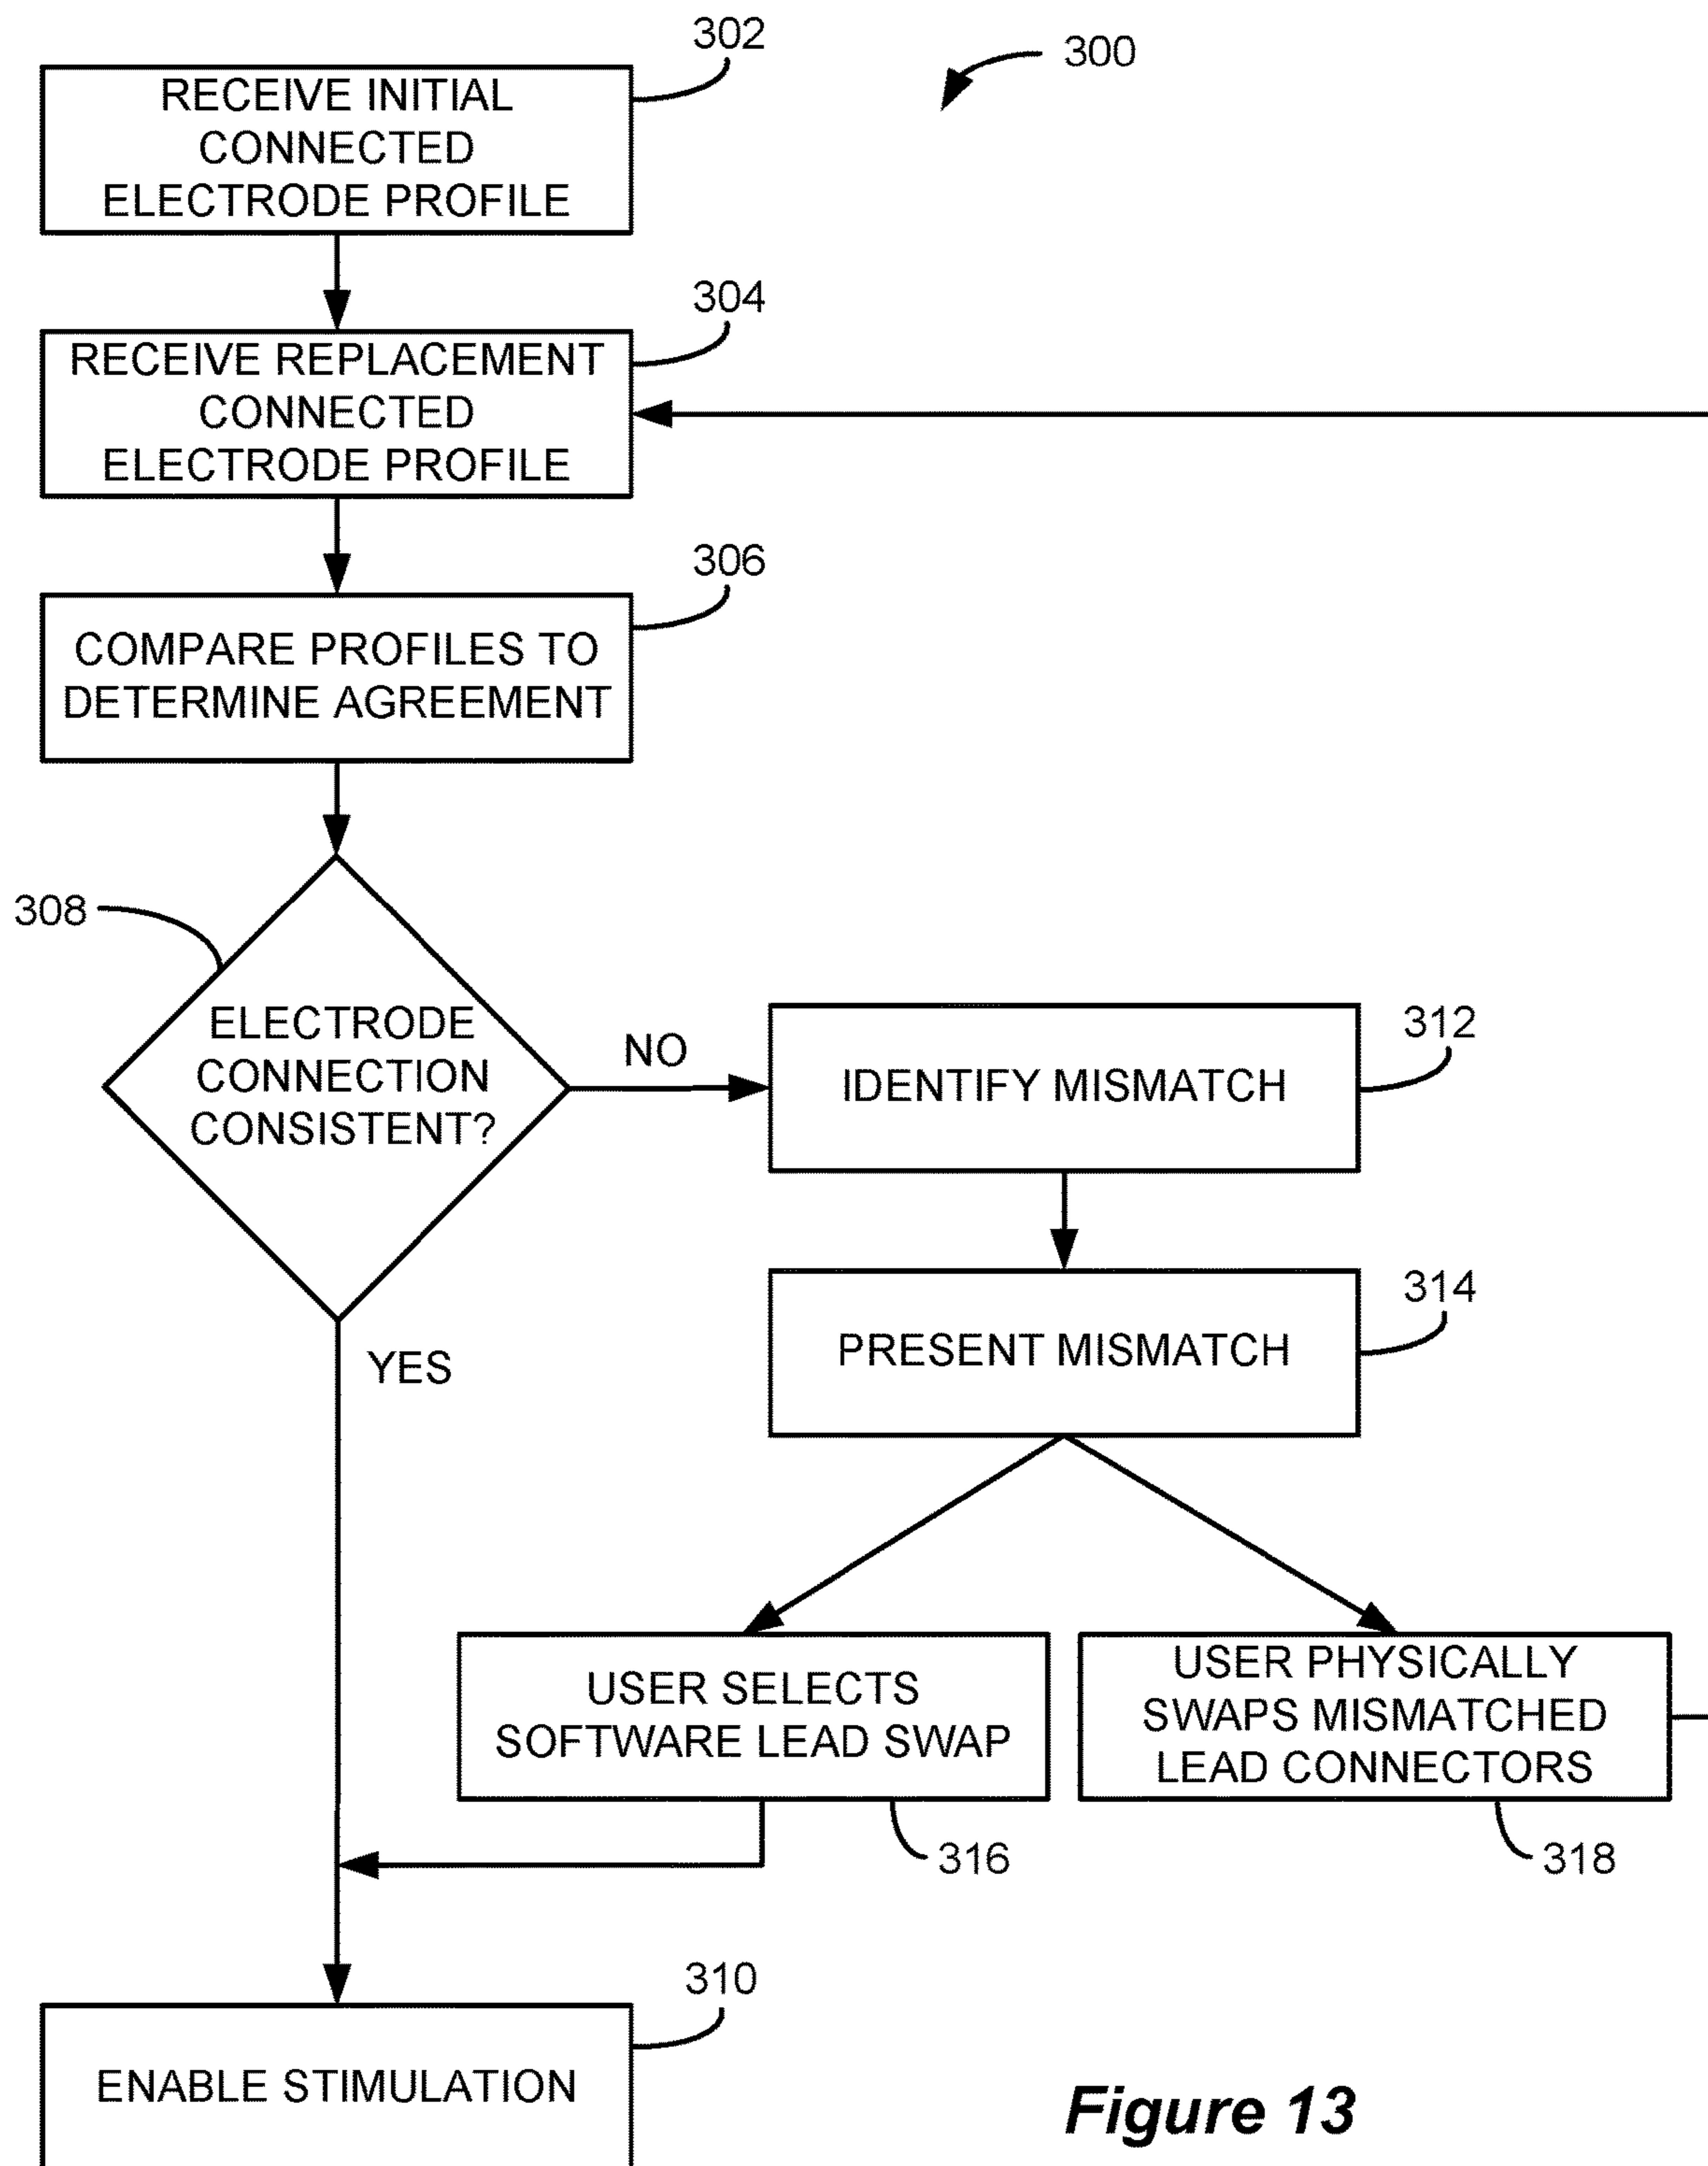 302
300
RECEIVE INITIAL
CONNECTED
ELECTRODE PROFILE
304
RECEIVE REPLACEMENT
CONNECTED
ELECTRODE PROFILE
306
COMPARE PROFILES TO
DETERMINE AGREEMENT
308
ELECTRODE
CONNECTION
CONSISTENT?
NO
312
IDENTIFY MISMATCH
314
PRESENT MISMATCH
YES
USER SELECTS
SOFTWARE LEAD SWAP
316
USER PHYSICALLY
SWAPS MISMATCHED
LEAD CONNECTORS
318
310
ENABLE STIMULATION
Figure 13